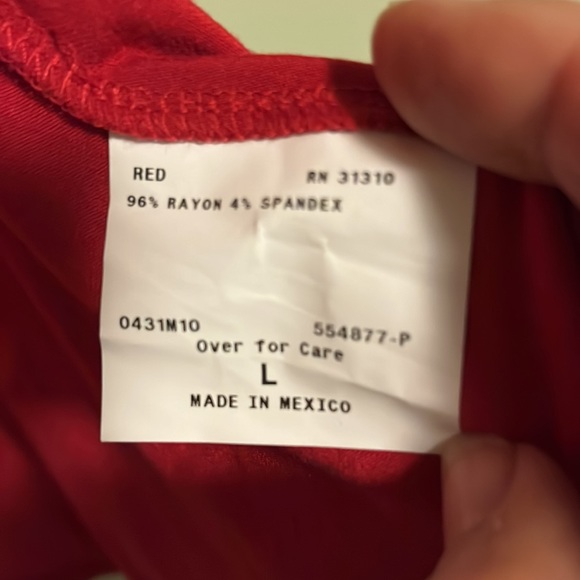 RED RN 31310
96% RAYON 4% SPANDEX
0431M10 554877-P
Over for Care
L
MADE IN MEXICO